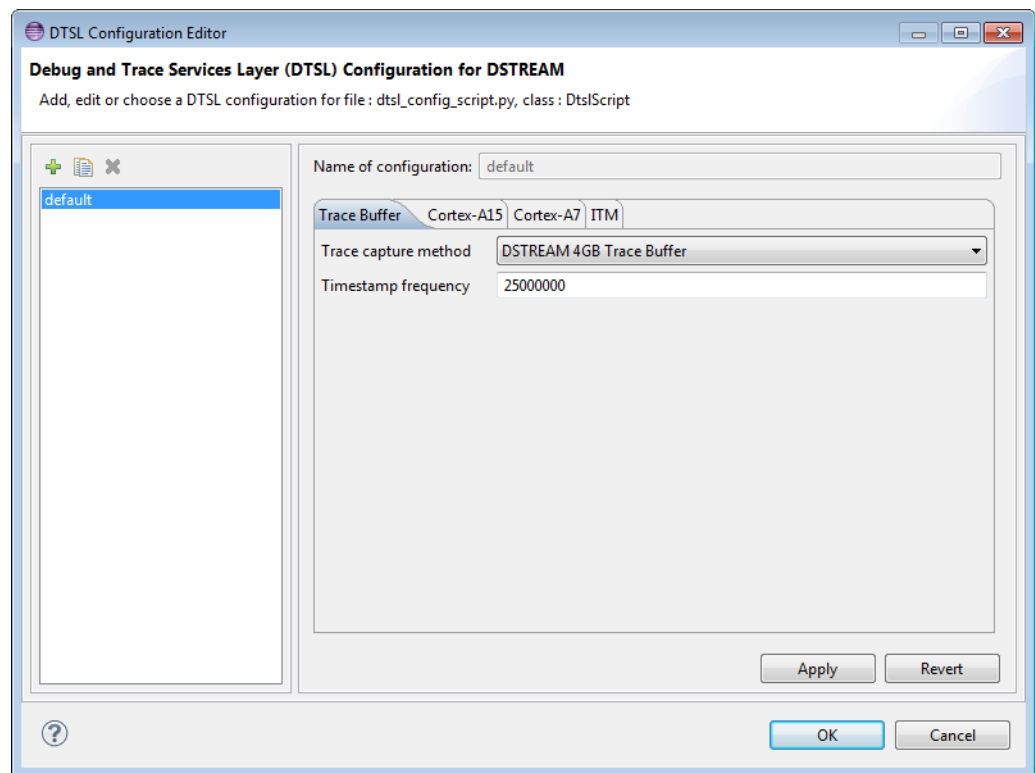 DTSL Configuration Editor
Debug and Trace Services Layer (DTSL) Configuration for DSTREAM
Add, edit or choose a DTSL configuration for file : dtsl_config_script.py, class : DtslScript
default
Name of configuration: default
Trace Buffer Cortex-A15 Cortex-A7 ITM
Trace capture method DSTREAM 4GB Trace Buffer
Timestamp frequency 25000000
Apply Revert
? OK Cancel